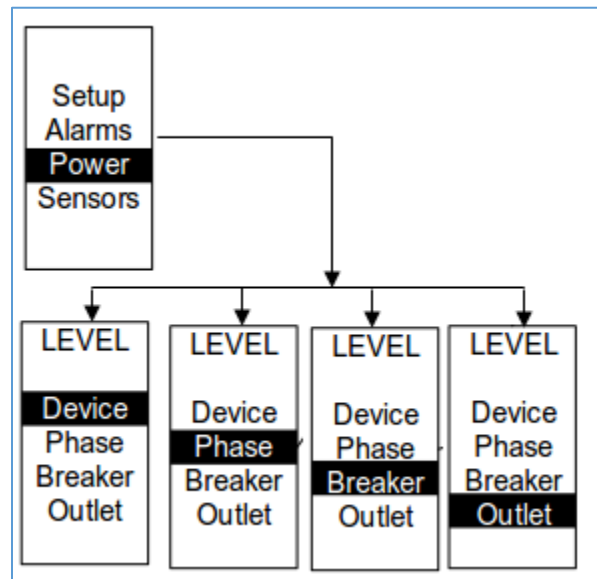 Setup
Alarms
Power
Sensors
LEVEL
Device
Phase
Breaker
Outlet
LEVEL
Device
Phase
Breaker
Outlet
LEVEL
Device
Phase
Breaker
Outlet
LEVEL
Device
Phase
Breaker
Outlet